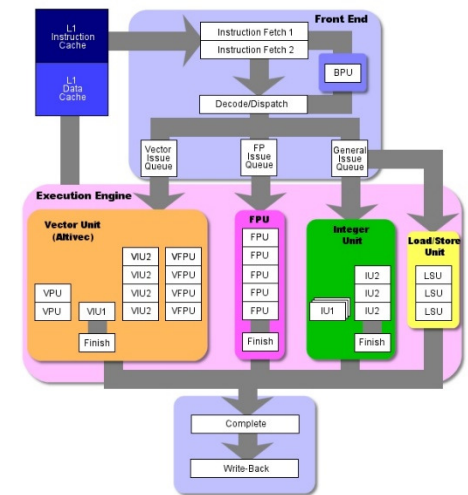 L1
Instruction
Cache
L1
Data
Cache
Front End
Instruction Fetch 1
Instruction Fetch 2
BPU
Decode/Dispatch
Vector
Issue
Queue
FP
Issue
Queue
General
Issue
Queue
Execution Engine
Vector Unit
(Altivec)
VPU
VPU
VIU1
VIU2
VIU2
VIU2
VIU2
VFPU
VFPU
VFPU
VFPU
Finish
FPU
FPU
FPU
FPU
FPU
FPU
Finish
Integer
Unit
IU1
IU2
IU2
IU2
Finish
Load/Store
Unit
LSU
LSU
LSU
Complete
Write-Back